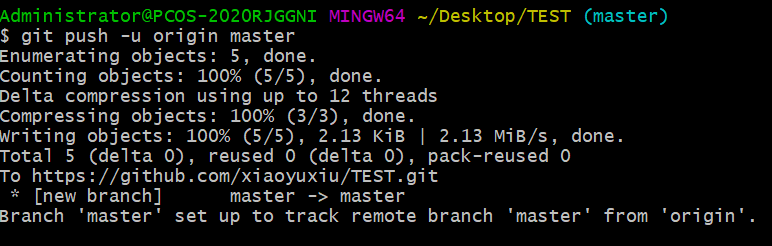 Administrator@PCOS-2020RJGGNI MINGW64 ~/Desktop/TEST (master)
$ git push -u origin master
Enumerating objects: 5, done.
Counting objects: 100% (5/5), done.
Delta compression using up to 12 threads
Compressing objects: 100% (3/3), done.
Writing objects: 100% (5/5), 2.13 KiB | 2.13 MiB/s, done.
Total 5 (delta 0), reused 0 (delta 0), pack-reused 0
To https://github.com/xiaoyuxiu/TEST.git
 * [new branch]      master -> master
Branch 'master' set up to track remote branch 'master' from 'origin'.